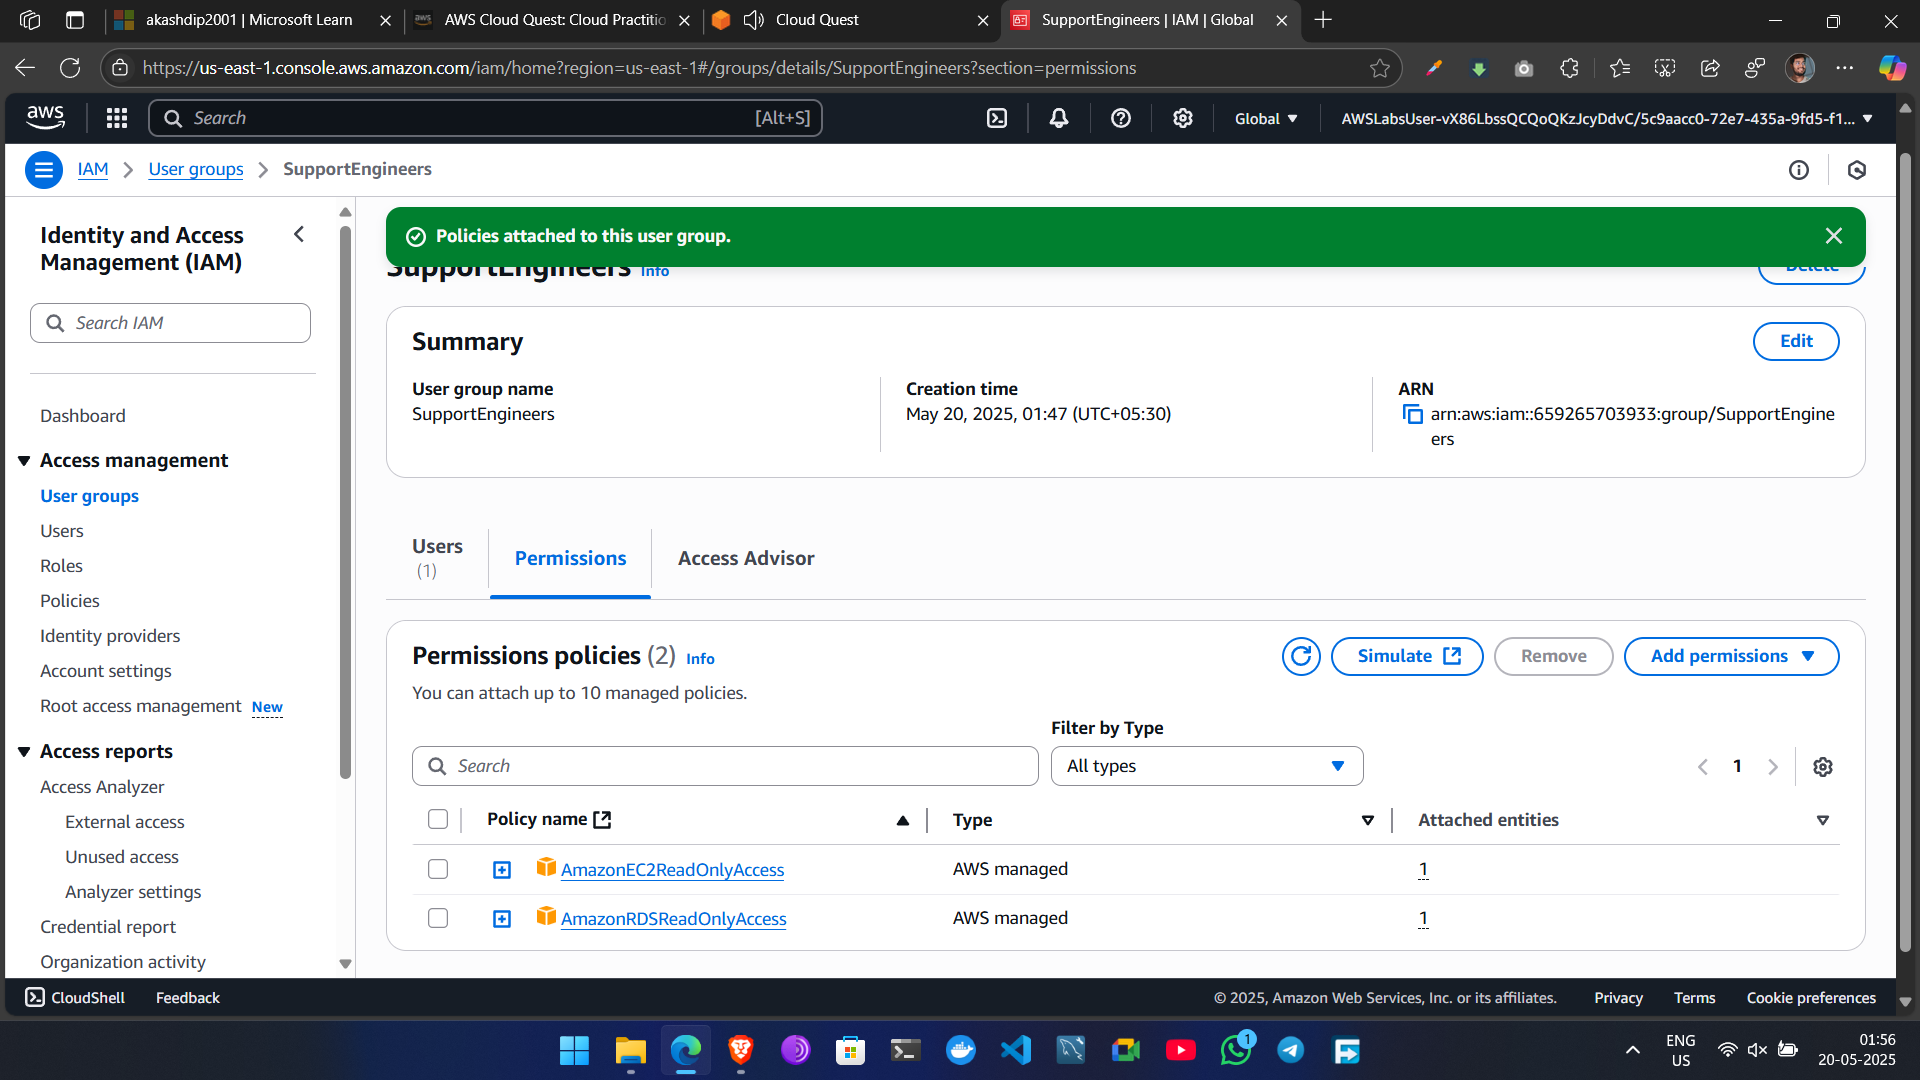 akashdip2001 | Microsoft Learn
AWS Cloud Quest: Cloud Practitio
Cloud Quest
SupportEngineers | IAM | Global
https://us-east-1.console.aws.amazon.com/iam/home?region=us-east-1#/groups/details/SupportEngineers?section=permissions
aws
Search
[Alt+S]
Global
AWSLabsUser-vX86LbssQCQoQKzJcyDdvC/5c9aacc0-72e7-435a-9fd5-f1...
IAM
User groups
SupportEngineers
Identity and Access
Management (IAM)
Search IAM
Dashboard
Access management
User groups
Users
Roles
Policies
Identity providers
Account settings
Root access management New
Access reports
Access Analyzer
External access
Unused access
Analyzer settings
Credential report
Organization activity
Policies attached to this user group.
SupportEngineers Info
Delete
Summary
Edit
User group name
SupportEngineers
Creation time
May 20, 2025, 01:47 (UTC+05:30)
ARN
arn:aws:iam::659265703933:group/SupportEngine
ers
Users
(1)
Permissions
Access Advisor
Permissions policies (2) Info
Simulate
Remove
Add permissions
You can attach up to 10 managed policies.
Filter by Type
Search
All types
1
Policy name
Type
Attached entities
AmazonEC2ReadOnlyAccess
AWS managed
1
AmazonRDSReadOnlyAccess
AWS managed
1
CloudShell
Feedback
© 2025, Amazon Web Services, Inc. or its affiliates.
Privacy
Terms
Cookie preferences
1
ENG
US
01:56
20-05-2025